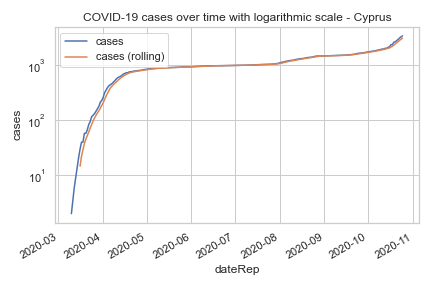 COVID-19 cases over time with logarithmic scale - Cyprus
cases
cases (rolling)
10³
10²
10¹
cases
2020-03
2020-04
2020-05
2020-06
2020-07
2020-08
2020-09
2020-10
2020-11
dateRep